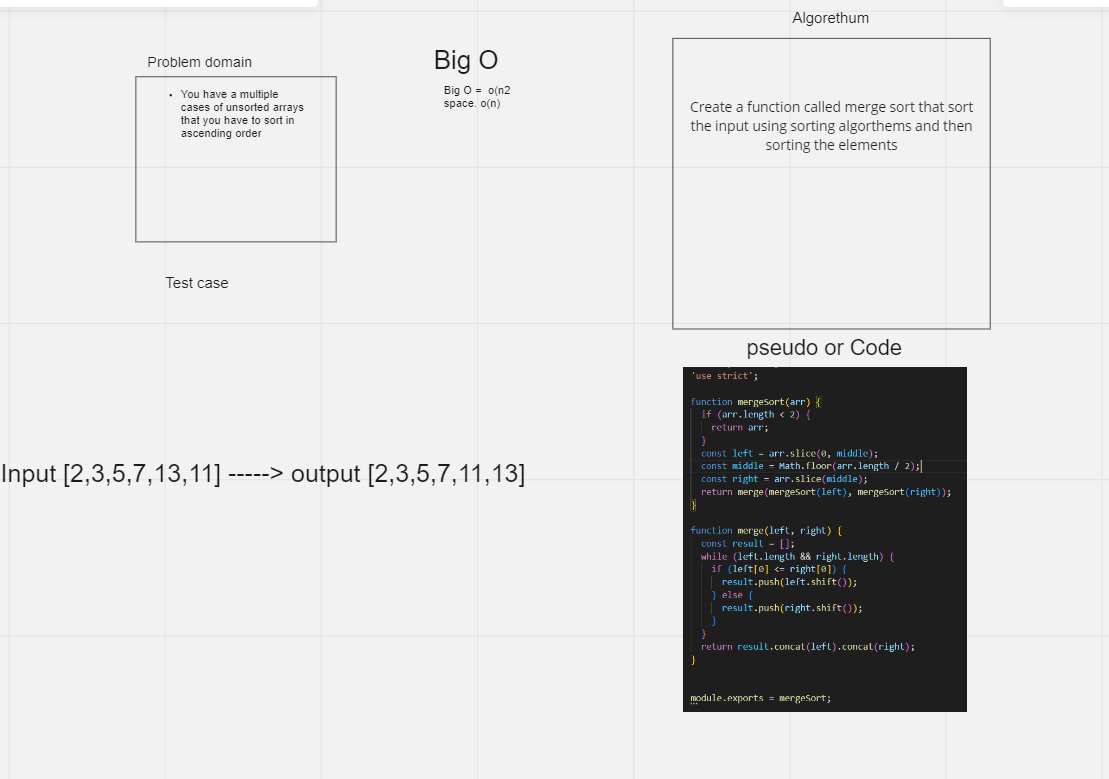 Algorethum
Problem domain
• You have a multiple
cases of unsorted arrays
that you have to sort in
ascending order
Big O
Big O =  o(n2
space. o(n)
Create a function called merge sort that sort
the input using sorting algorthems and then
sorting the elements
Test case
Input [2,3,5,7,13,11] -----> output [2,3,5,7,11,13]
pseudo or Code
'use strict';
function mergeSort(arr) {
  if (arr.length < 2) {
    return arr;
  }
  const left = arr.slice(0, middle);
  const middle = Math.floor(arr.length / 2);
  const right = arr.slice(middle);
  return merge(mergeSort(left), mergeSort(right));
}
function merge(left, right) {
  const result = [];
  while (left.length && right.length) {
    if (left[0] <= right[0]) {
      result.push(left.shift());
    } else {
      result.push(right.shift());
    }
  }
  return result.concat(left).concat(right);
}
module.exports = mergeSort;